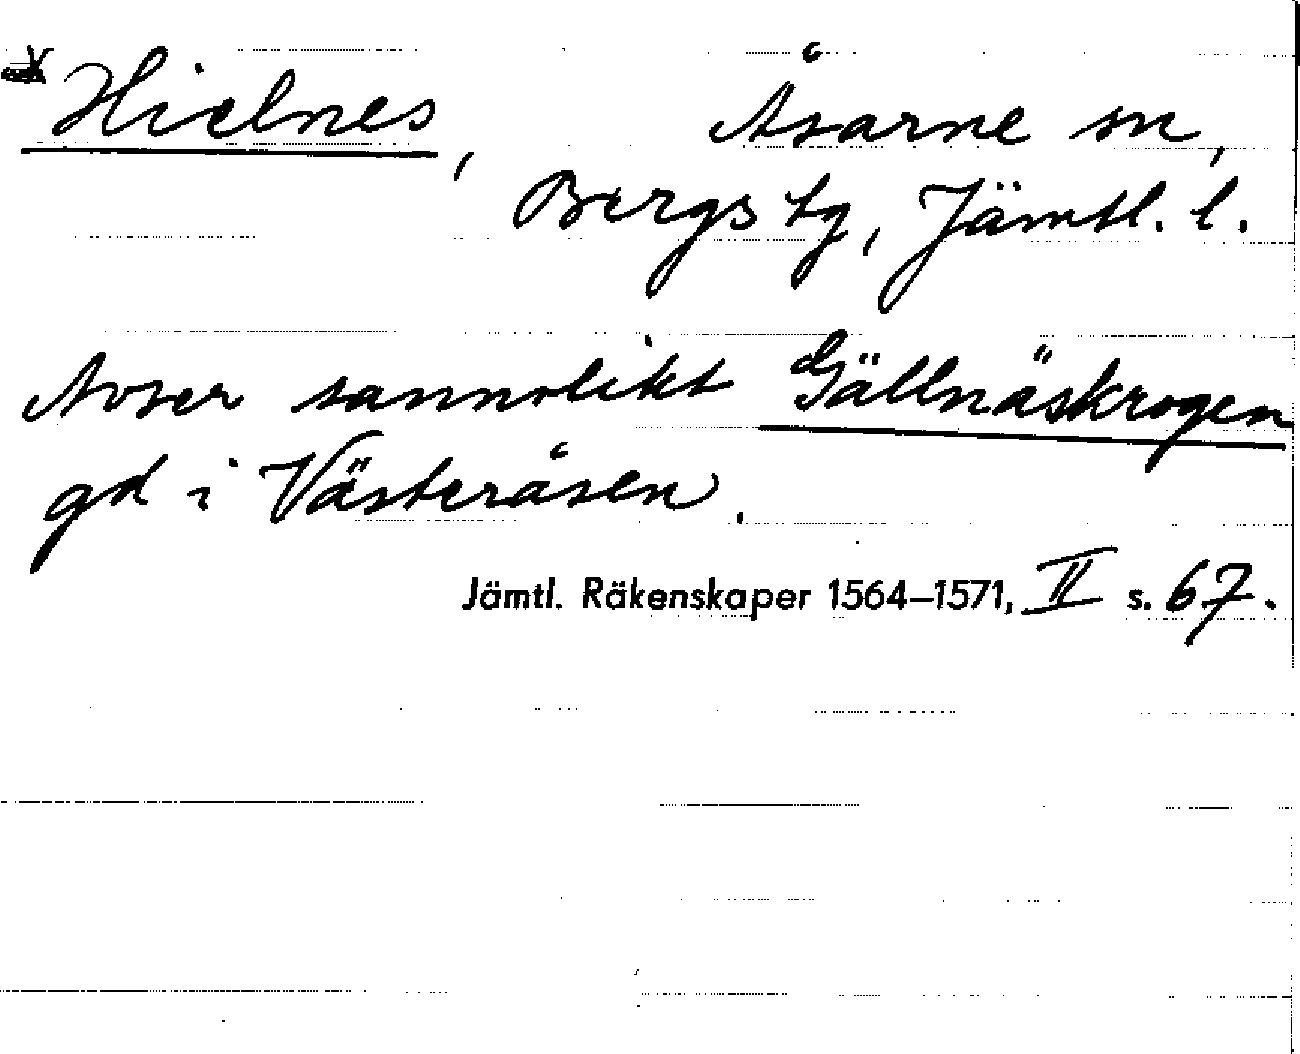 Hielnes, Åsarne sn,
Bergs tg, Jämtl. l.
Avser sannolikt Gällnäskrogen
gd i Västeråsen.
Jämtl. Räkenskaper 1564–1571, II s. 67.